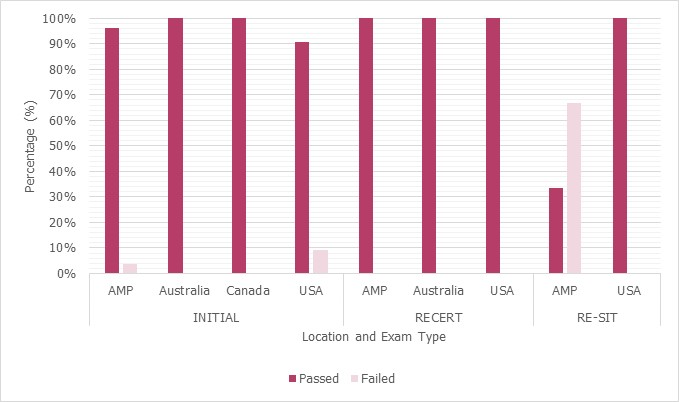 100%
90%
80%
70%
60%
50%
40%
30%
20%
10%
0%
Percentage (%)
AMP Australia Canada USA AMP Australia USA AMP USA
INITIAL RECERT RE-SIT
Location and Exam Type
Passed Failed